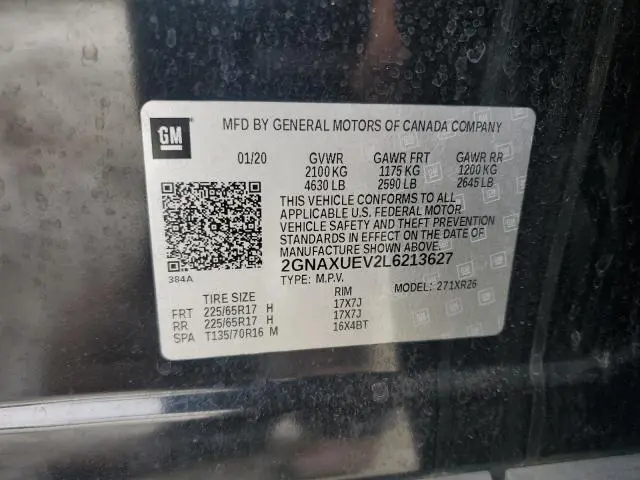 GM
MFD BY GENERAL MOTORS OF CANADA COMPANY
01/20 GVWR GAWR FRT GAWR RR
2100 KG 1175 KG 1200 KG
4630 LB 2590 LB 2645 LB
THIS VEHICLE CONFORMS TO ALL
APPLICABLE U.S. FEDERAL MOTOR
VEHICLE SAFETY AND THEFT PREVENTION
STANDARDS IN EFFECT ON THE DATE OF
MANUFACTURE SHOWN ABOVE.
2GNAXUEV2L6213627
384A
TYPE: M.P.V. MODEL: 271XR26
TIRE SIZE RIM
FRT 225/65R17 H 17X7J
RR 225/65R17 H 17X7J
SPA T135/70R16 M 16X4BT